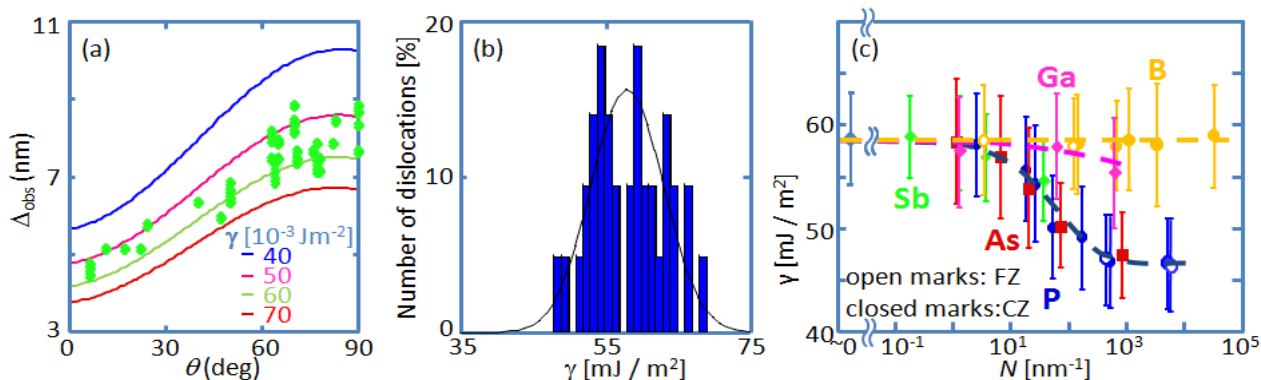 (a)
11
7
3
Δobs (nm)
0
30
60
90
θ (deg)
γ [10-3 Jm-2]
40
50
60
70
(b)
20
10
0
Number of dislocations [%]
35
55
75
γ [mJ / m2]
(c)
70
60
50
40
γ [mJ / m2]
Ga
B
Sb
As
P
open marks: FZ
closed marks:CZ
~0
10-1
101
103
105
N [nm-1]